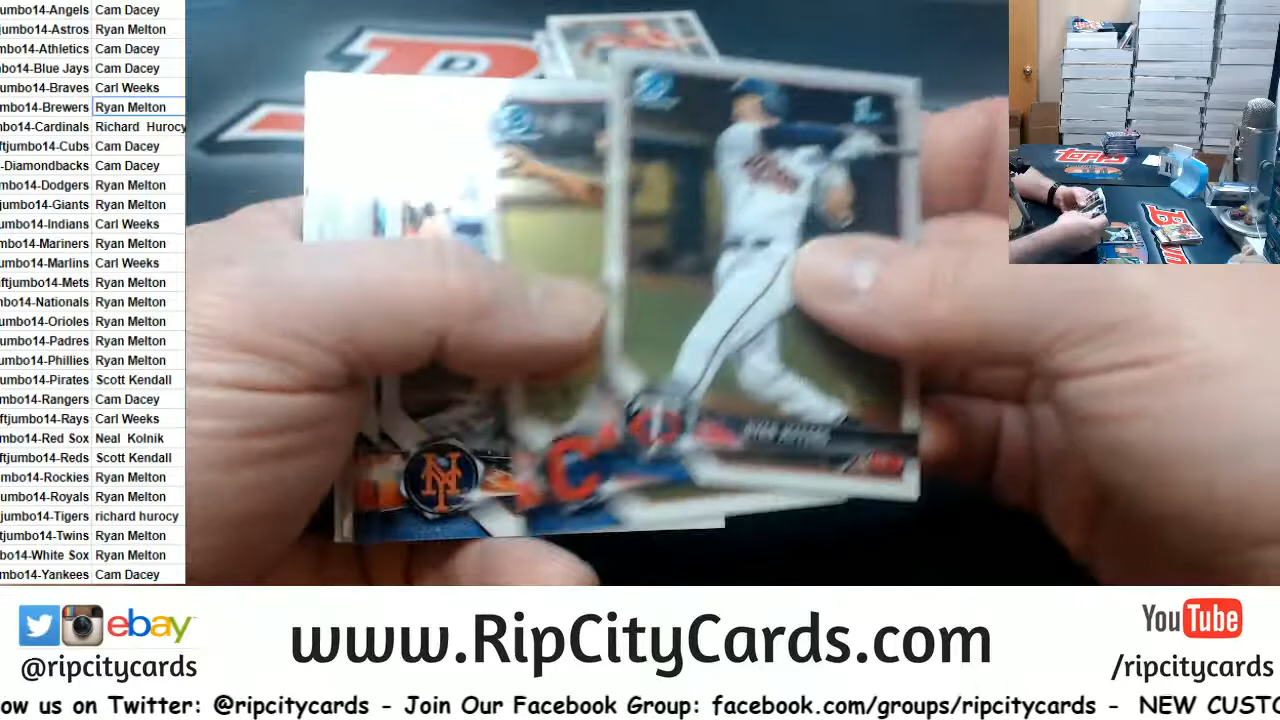 umbo14-Angels Cam Dacey
jumbo14-Astros Ryan Melton
mbo14-Athletics Cam Dacey
bo14-Blue Jays Cam Dacey
umbo14-Braves Carl Weeks
mbo14-Brewers Ryan Melton
nbo14-Cardinals Richard Hurocy
ftjumbo14-Cubs Cam Dacey
-Diamondbacks Cam Dacey
mbo14-Dodgers Ryan Melton
jumbo14-Giants Ryan Melton
umbo14-Indians Carl Weeks
mbo14-Mariners Ryan Melton
umbo14-Marlins Carl Weeks
ftjumbo14-Mets Ryan Melton
nbo14-Nationals Ryan Melton
umbo14-Orioles Ryan Melton
umbo14-Padres Ryan Melton
umbo14-Phillies Ryan Melton
umbo14-Pirates Scott Kendall
mbo14-Rangers Cam Dacey
ftjumbo14-Rays Carl Weeks
mbo14-Red Sox Neal Kolnik
ftjumbo14-Reds Scott Kendall
mbo14-Rockies Ryan Melton
umbo14-Royals Ryan Melton
jumbo14-Tigers richard hurocy
umbo14-Twins Ryan Melton
bo14-White Sox Ryan Melton
mbo14-Yankees Cam Dacey
Topps
NY
C
ebay
@ripcitycards
www.RipCityCards.com
YouTube
/ripcitycards
ow us on Twitter: @ripcitycards - Join Our Facebook Group: facebook.com/groups/ripcitycards - NEW CUSTO